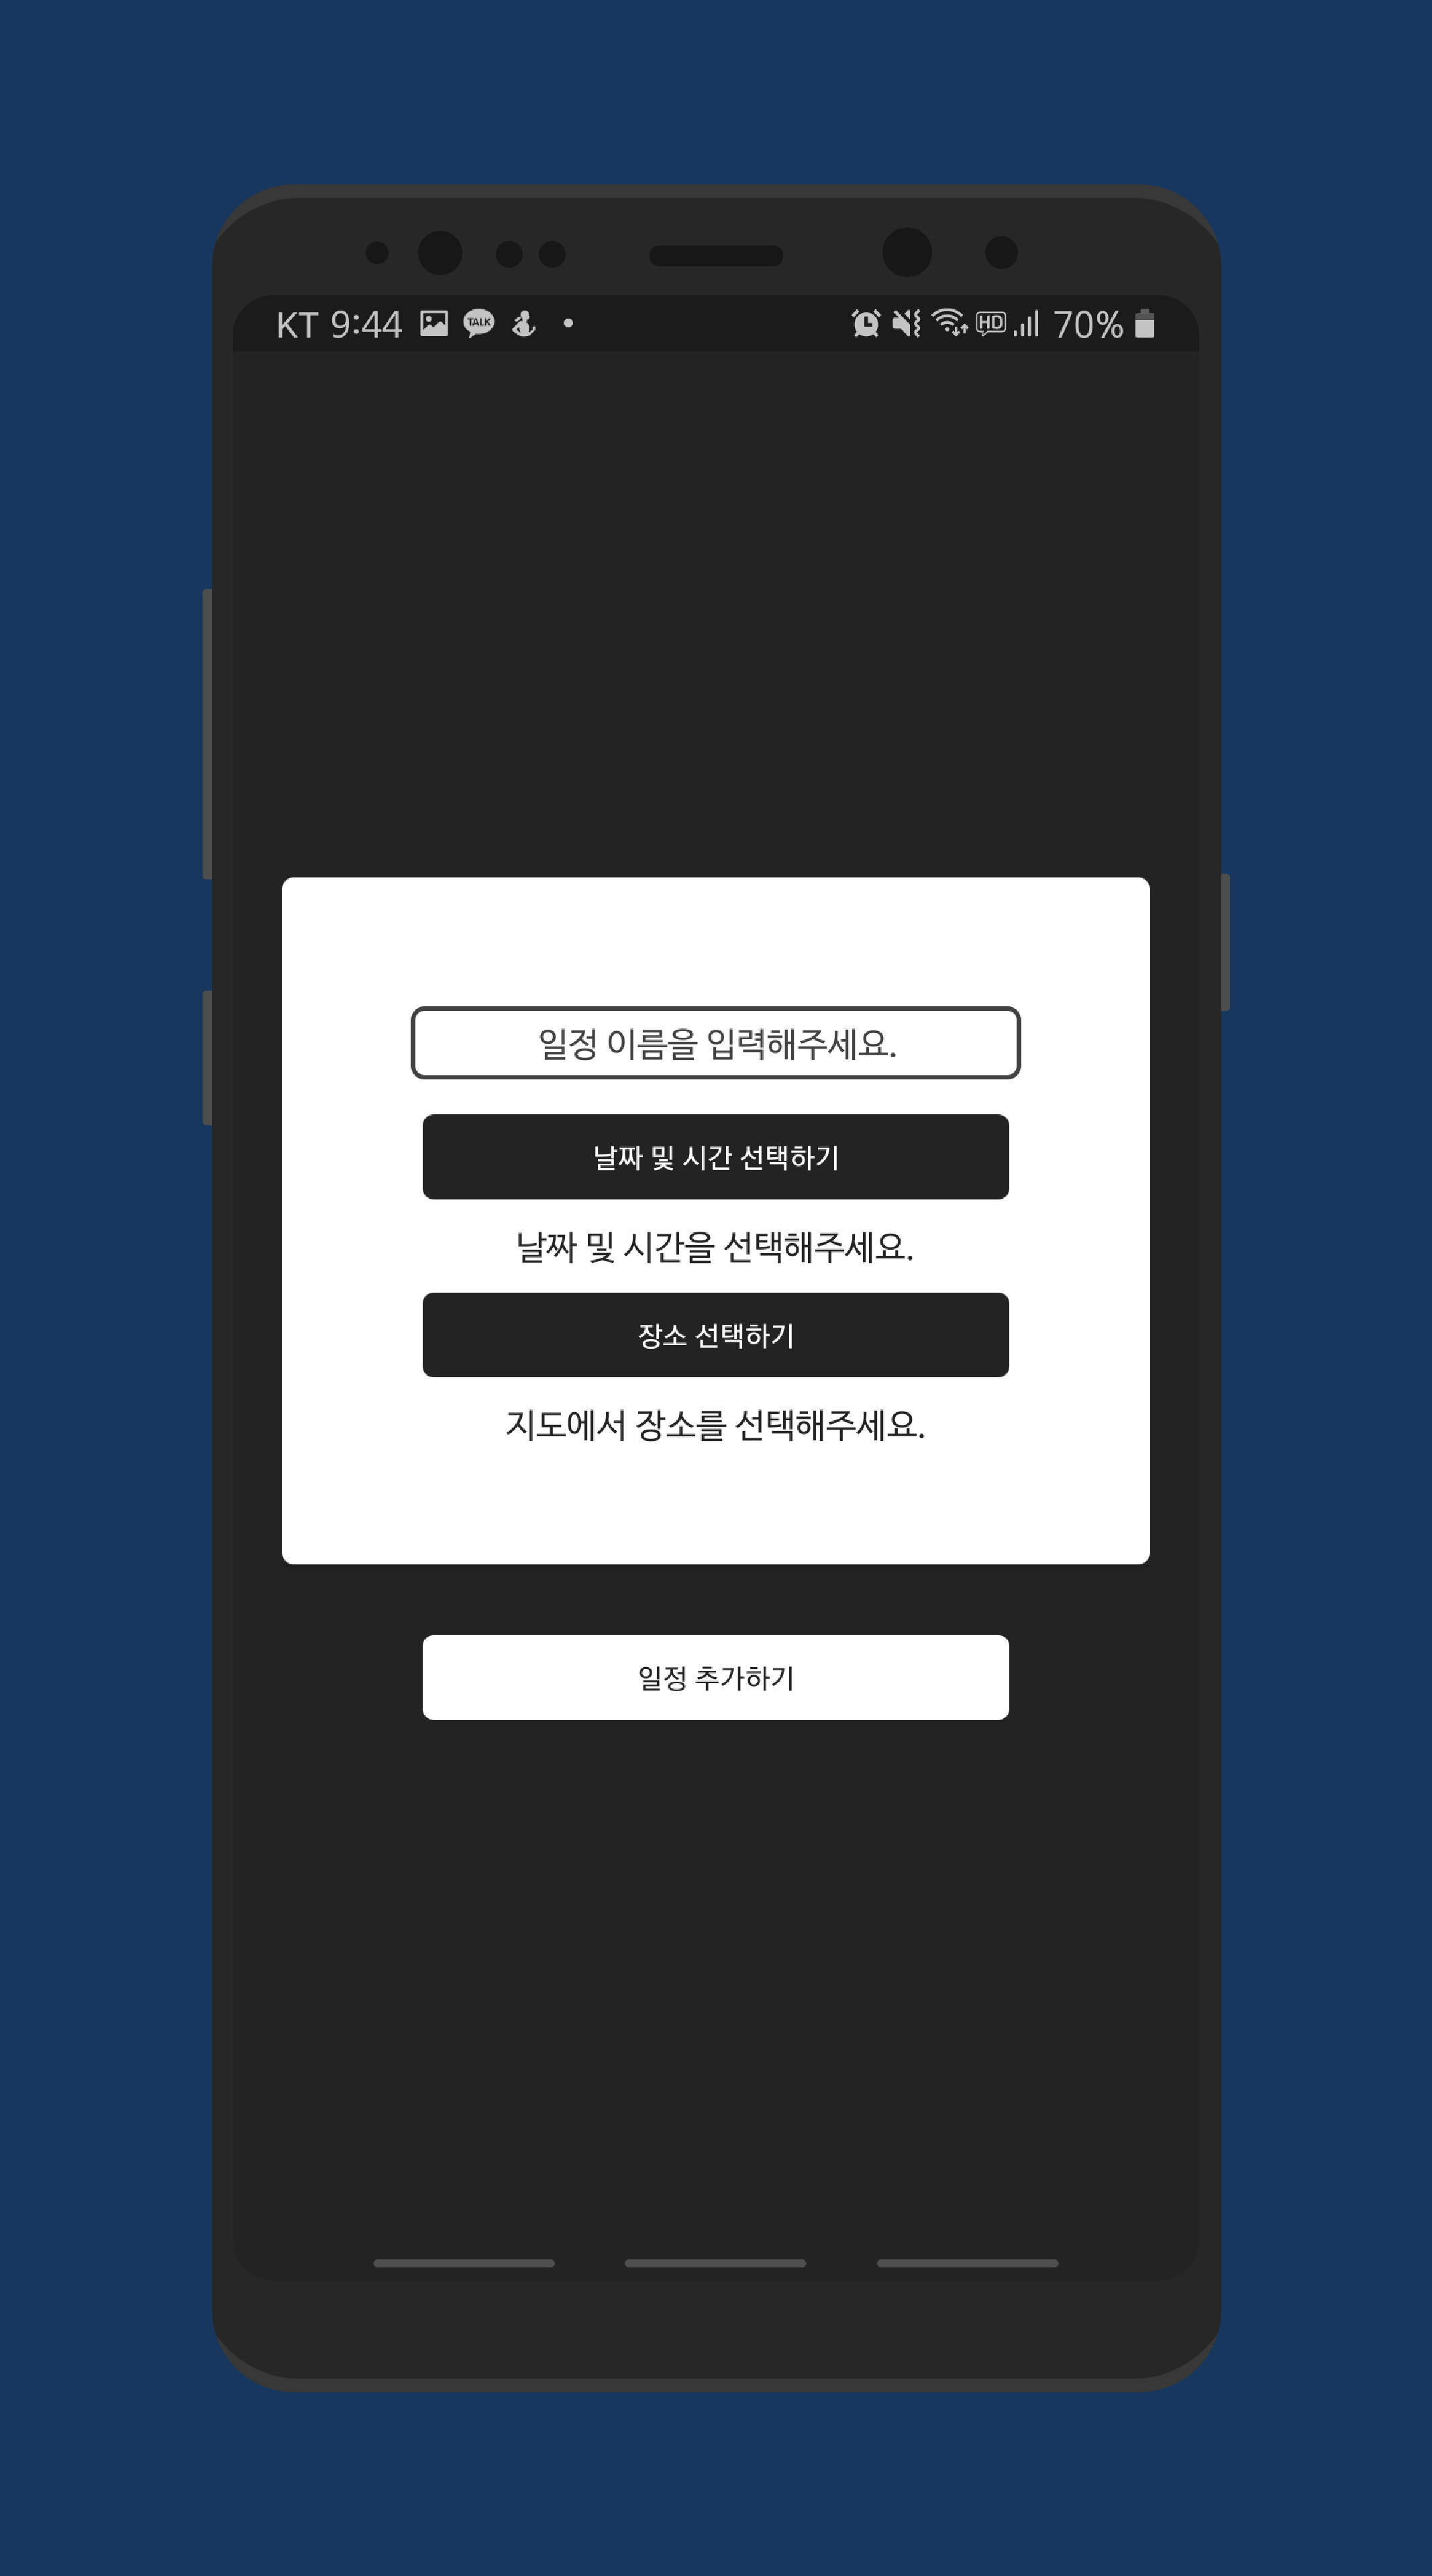 KT 9:44 TALK HD 70%
일정 이름을 입력해주세요.
날짜 및 시간 선택하기
날짜 및 시간을 선택해주세요.
장소 선택하기
지도에서 장소를 선택해주세요.
일정 추가하기